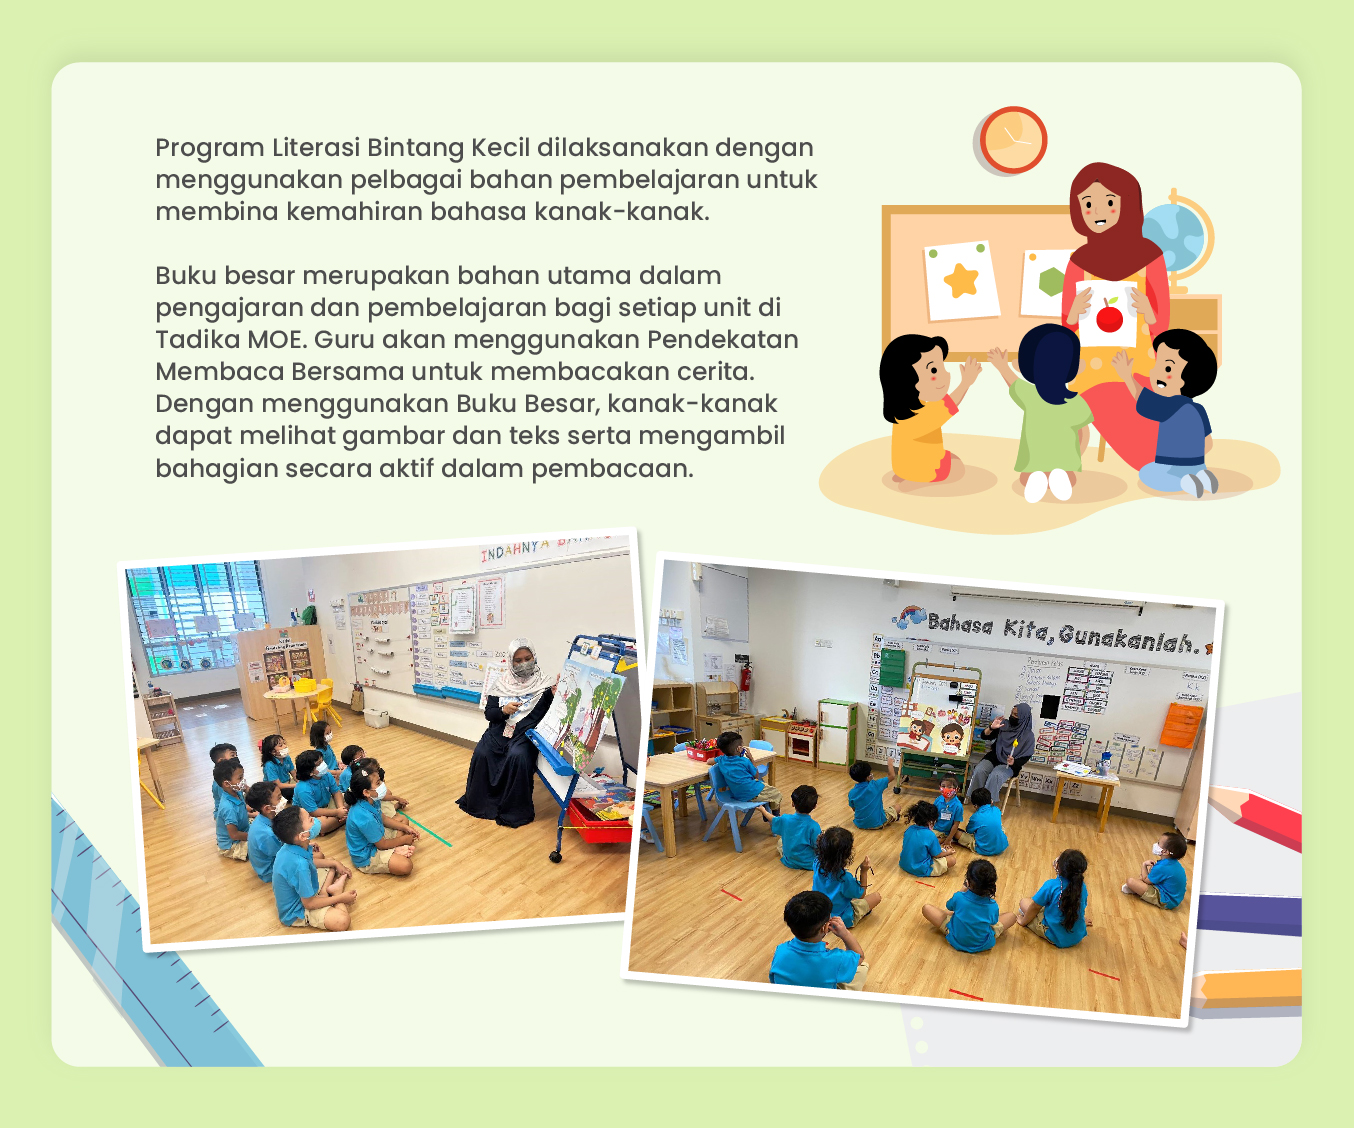 Program Literasi Bintang Kecil dilaksanakan dengan
menggunakan pelbagai bahan pembelajaran untuk
membina kemahiran bahasa kanak-kanak.
Buku besar merupakan bahan utama dalam
pengajaran dan pembelajaran bagi setiap unit di
Tadika MOE. Guru akan menggunakan Pendekatan
Membaca Bersama untuk membacakan cerita.
Dengan menggunakan Buku Besar, kanak-kanak
dapat melihat gambar dan teks serta mengambil
bahagian secara aktif dalam pembacaan.
INDAHNYA
Bahasa Kita, Gunakanlah.